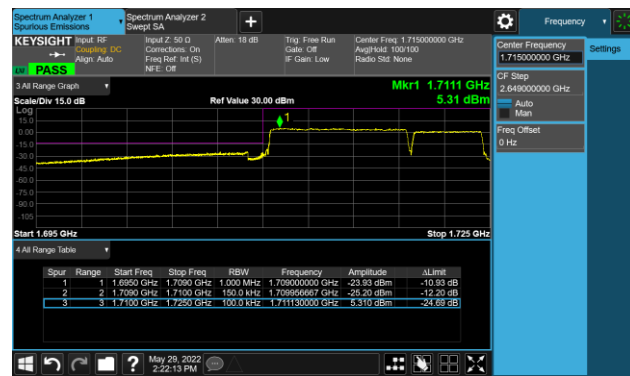 Spectrum Analyzer 1
Spurious Emissions
Spectrum Analyzer 2
Swept SA
Frequency
KEYSIGHT
Input: RF
Coupling: DC
Align: Auto
Input Z: 50 Ω
Corrections: On
Freq Ref: Int (S)
NFE: Off
Atten: 18 dB
Trig: Free Run
Gate: Off
IF Gain: Low
Center Freq: 1.715000000 GHz
Avg|Hold: 100/100
Radio Std: None
LW PASS
Center Frequency
1.715000000 GHz
Settings
CF Step
2.649000000 GHz
Auto
Man
Freq Offset
0 Hz
3 All Range Graph
Mkr1 1.7111 GHz
5.31 dBm
Scale/Div 15.0 dB
Ref Value 30.00 dBm
Log
15.0
0.00
-15.0
-30.0
-45.0
-60.0
-75.0
-90.0
-105
1
Start 1.695 GHz
Stop 1.725 GHz
4 All Range Table
Spur Range Start Freq Stop Freq RBW Frequency Amplitude ΔLimit
1 1 1.6950 GHz 1.7090 GHz 1.000 MHz 1.709000000 GHz -23.93 dBm -10.93 dB
2 2 1.7090 GHz 1.7100 GHz 150.0 kHz 1.709956667 GHz -25.20 dBm -12.20 dB
3 3 1.7100 GHz 1.7250 GHz 100.0 kHz 1.711130000 GHz 5.310 dBm -24.69 dB
?
May 29, 2022
2:22:13 PM